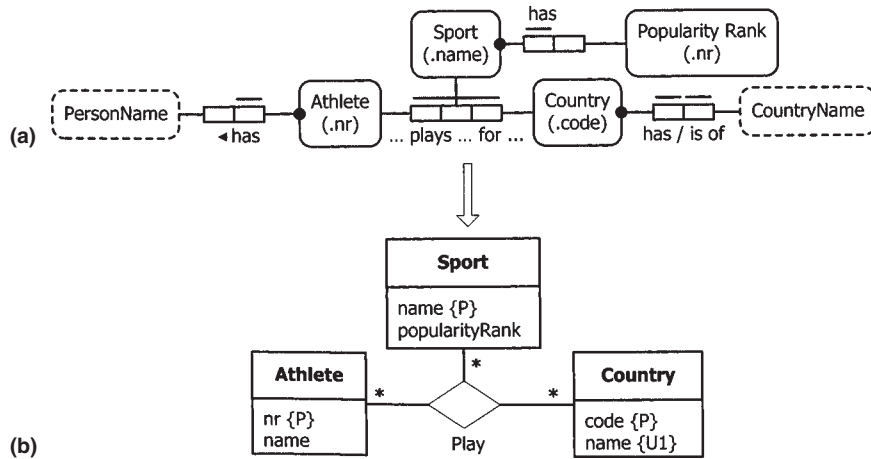 has
Sport
(.name)
Popularity Rank
(.nr)
PersonName
Athlete
(.nr)
Country
(.code)
CountryName
(a)
◄ has
... plays ... for ...
has / is of
Sport
name {P}
popularityRank
Athlete
nr {P}
name
*
*
*
Play
Country
code {P}
name {U1}
(b)